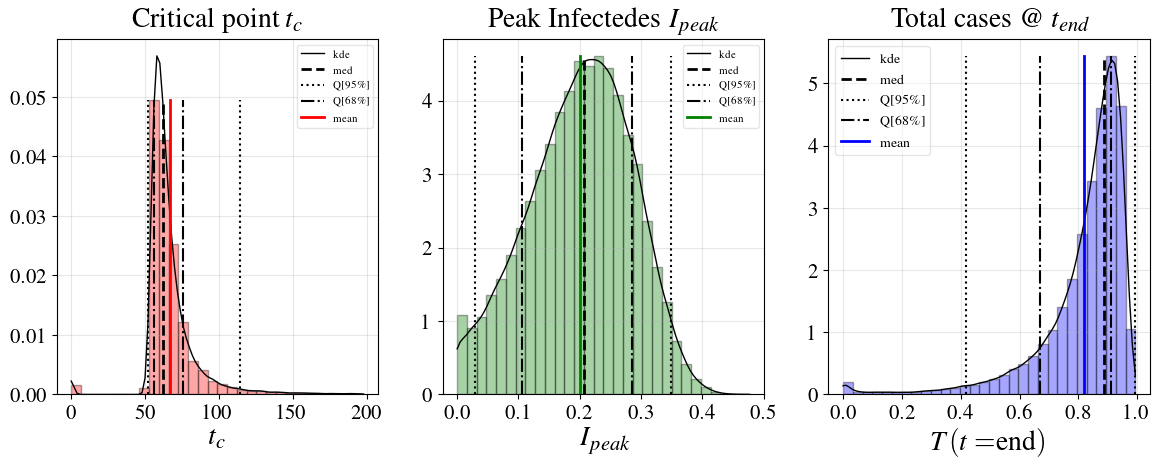 Critical point t_c
0.05
0.04
0.03
0.02
0.01
0.00
kde
med
Q[95%]
Q[68%]
mean
0 50 100 150 200
t_c
Peak Infectedes I_peak
4
3
2
1
0
kde
med
Q[95%]
Q[68%]
mean
0.0 0.1 0.2 0.3 0.4 0.5
I_peak
Total cases @ t_end
5
4
3
2
1
0
kde
med
Q[95%]
Q[68%]
mean
0.0 0.2 0.4 0.6 0.8 1.0
T (t =end)